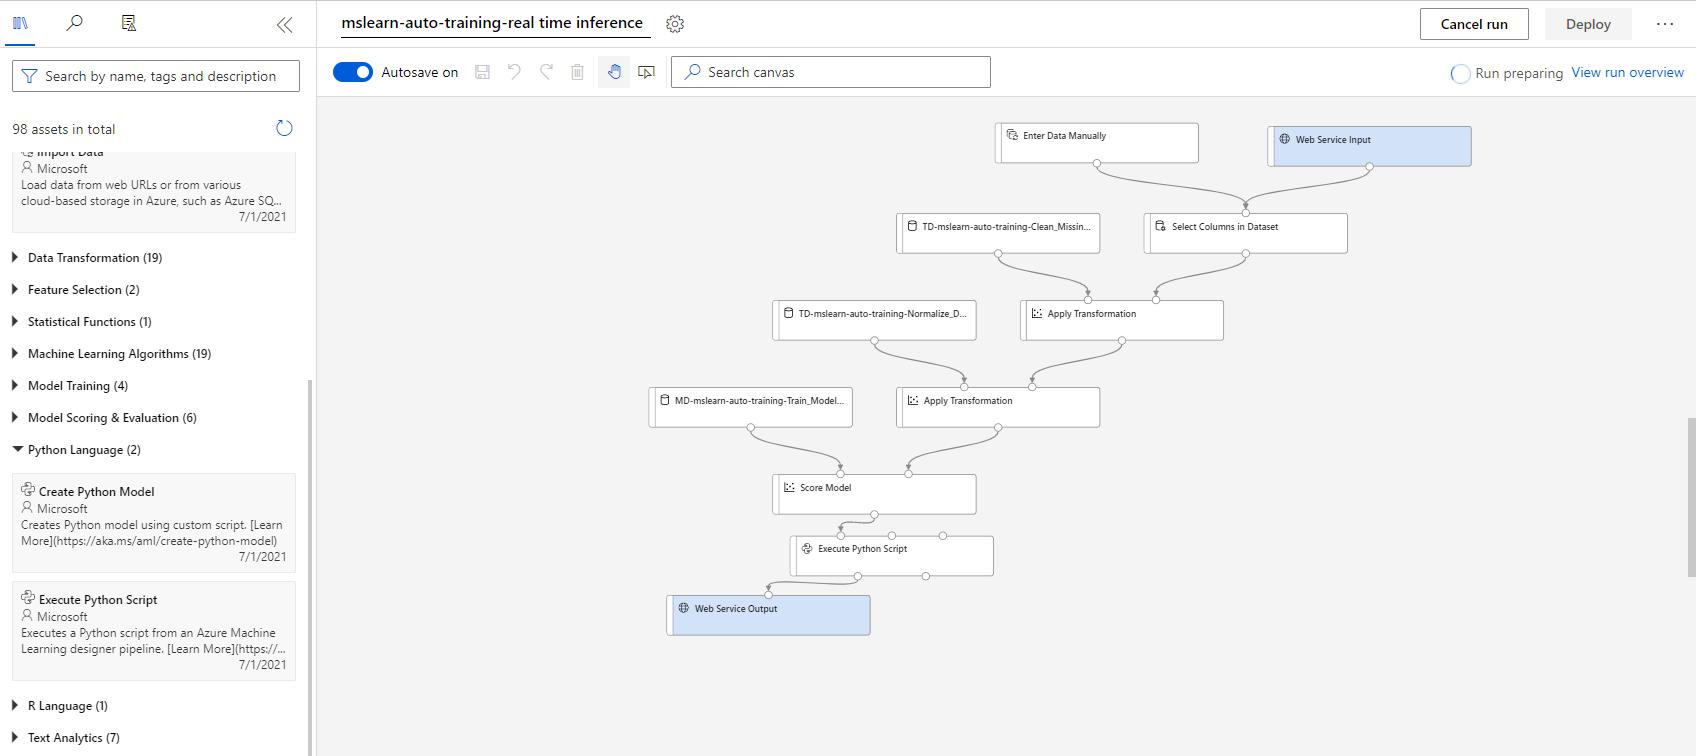 mslearn-auto-training-real time inference
Cancel run
Deploy
Search by name, tags and description
Autosave on
Search canvas
Run preparing
View run overview
98 assets in total
Import Data
Microsoft
Load data from web URLs or from various
cloud-based storage in Azure, such as Azure SQ...
7/1/2021
Data Transformation (19)
Feature Selection (2)
Statistical Functions (1)
Machine Learning Algorithms (19)
Model Training (4)
Model Scoring & Evaluation (6)
Python Language (2)
Create Python Model
Microsoft
Creates Python model using custom script. [Learn
More](https://aka.ms/aml/create-python-model)
7/1/2021
Execute Python Script
Microsoft
Executes a Python script from an Azure Machine
Learning designer pipeline. [Learn More](https://...
7/1/2021
R Language (1)
Text Analytics (7)
Enter Data Manually
Web Service Input
TD-mslearn-auto-training-Clean_Missin...
Select Columns in Dataset
TD-mslearn-auto-training-Normalize_D...
Apply Transformation
MD-mslearn-auto-training-Train_Model...
Apply Transformation
Score Model
Execute Python Script
Web Service Output